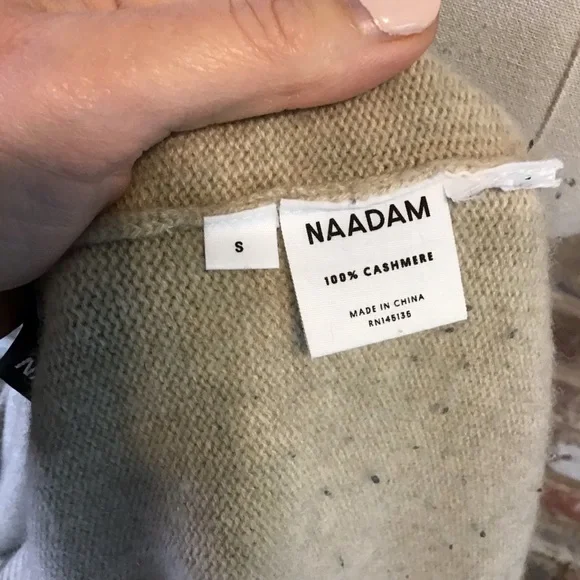 S
NAADAM
100% CASHMERE
MADE IN CHINA
RN145135